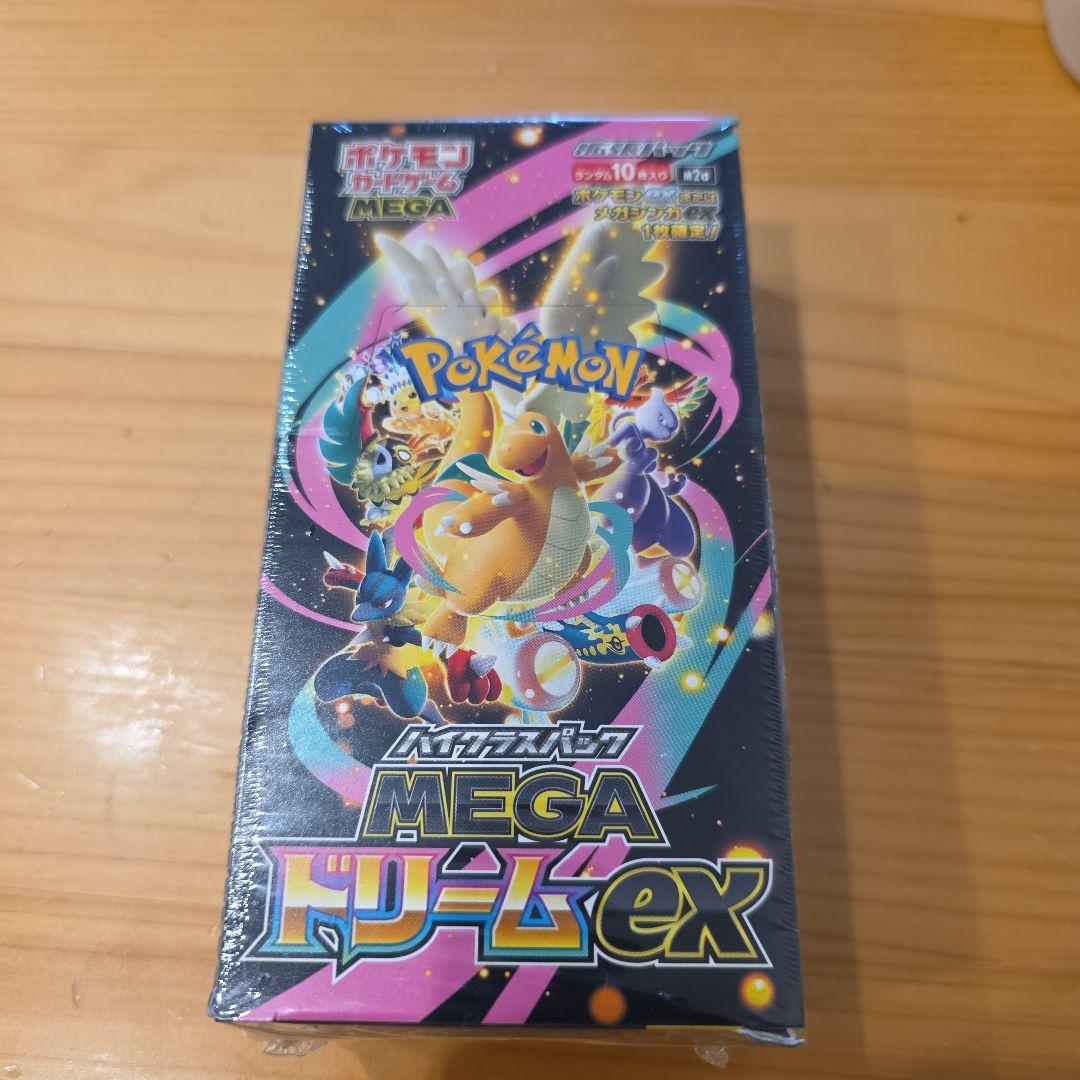 ポケモン
カードゲーム
MEGA
拡張パック
ランダム10枚入り M2a
ポケモンexまたは
メガシンカex
1枚確定!
POKéMON
TM
ハイクラスパック
MEGA
ドリームex